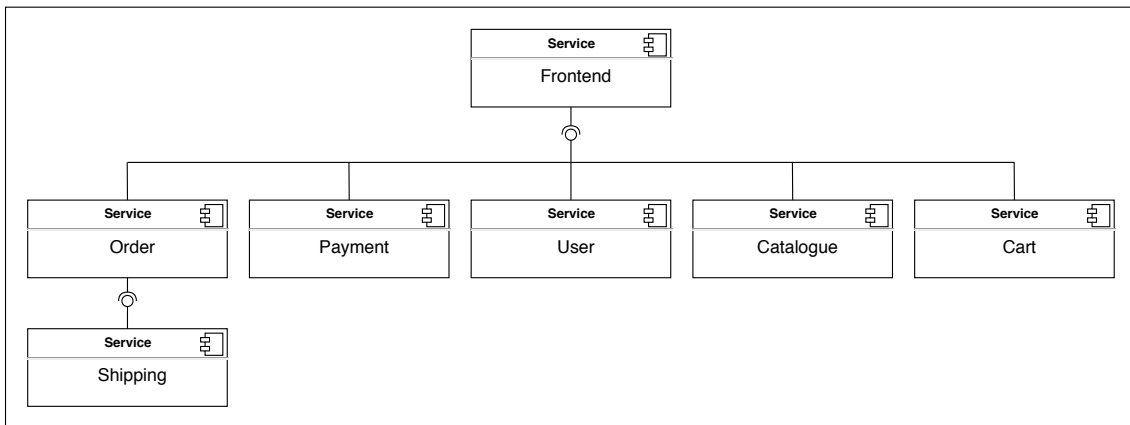 Service
Frontend
Service
Order
Service
Payment
Service
User
Service
Catalogue
Service
Cart
Service
Shipping